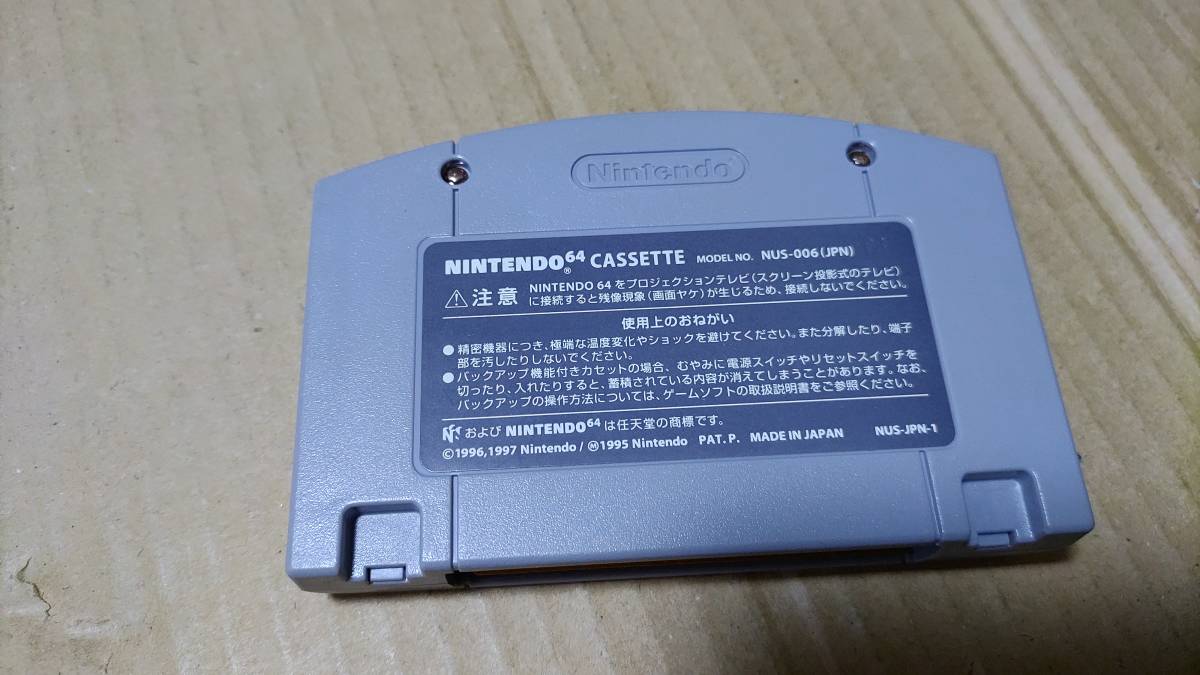 Nintendo
NINTENDO64® CASSETTE MODEL NO. NUS-006(JPN)
⚠注意 NINTENDO 64 をプロジェクションテレビ(スクリーン投影式のテレビ)
に接続すると残像現象(画面ヤケ)が生じるため、接続しないでください。
使用上のおねがい
●精密機器につき、極端な温度変化やショックを避けてください。また分解したり、端子
部を汚したりしないでください。
●バックアップ機能付きカセットの場合、むやみに電源スイッチやリセットスイッチを
切ったり、入れたりすると、蓄積されている内容が消えてしまうことがあります。なお、
バックアップの操作方法については、ゲームソフトの取扱説明書をご参照ください。
および NINTENDO64 は任天堂の商標です。
©1996,1997 Nintendo / Ⓜ1995 Nintendo PAT. P. MADE IN JAPAN NUS-JPN-1